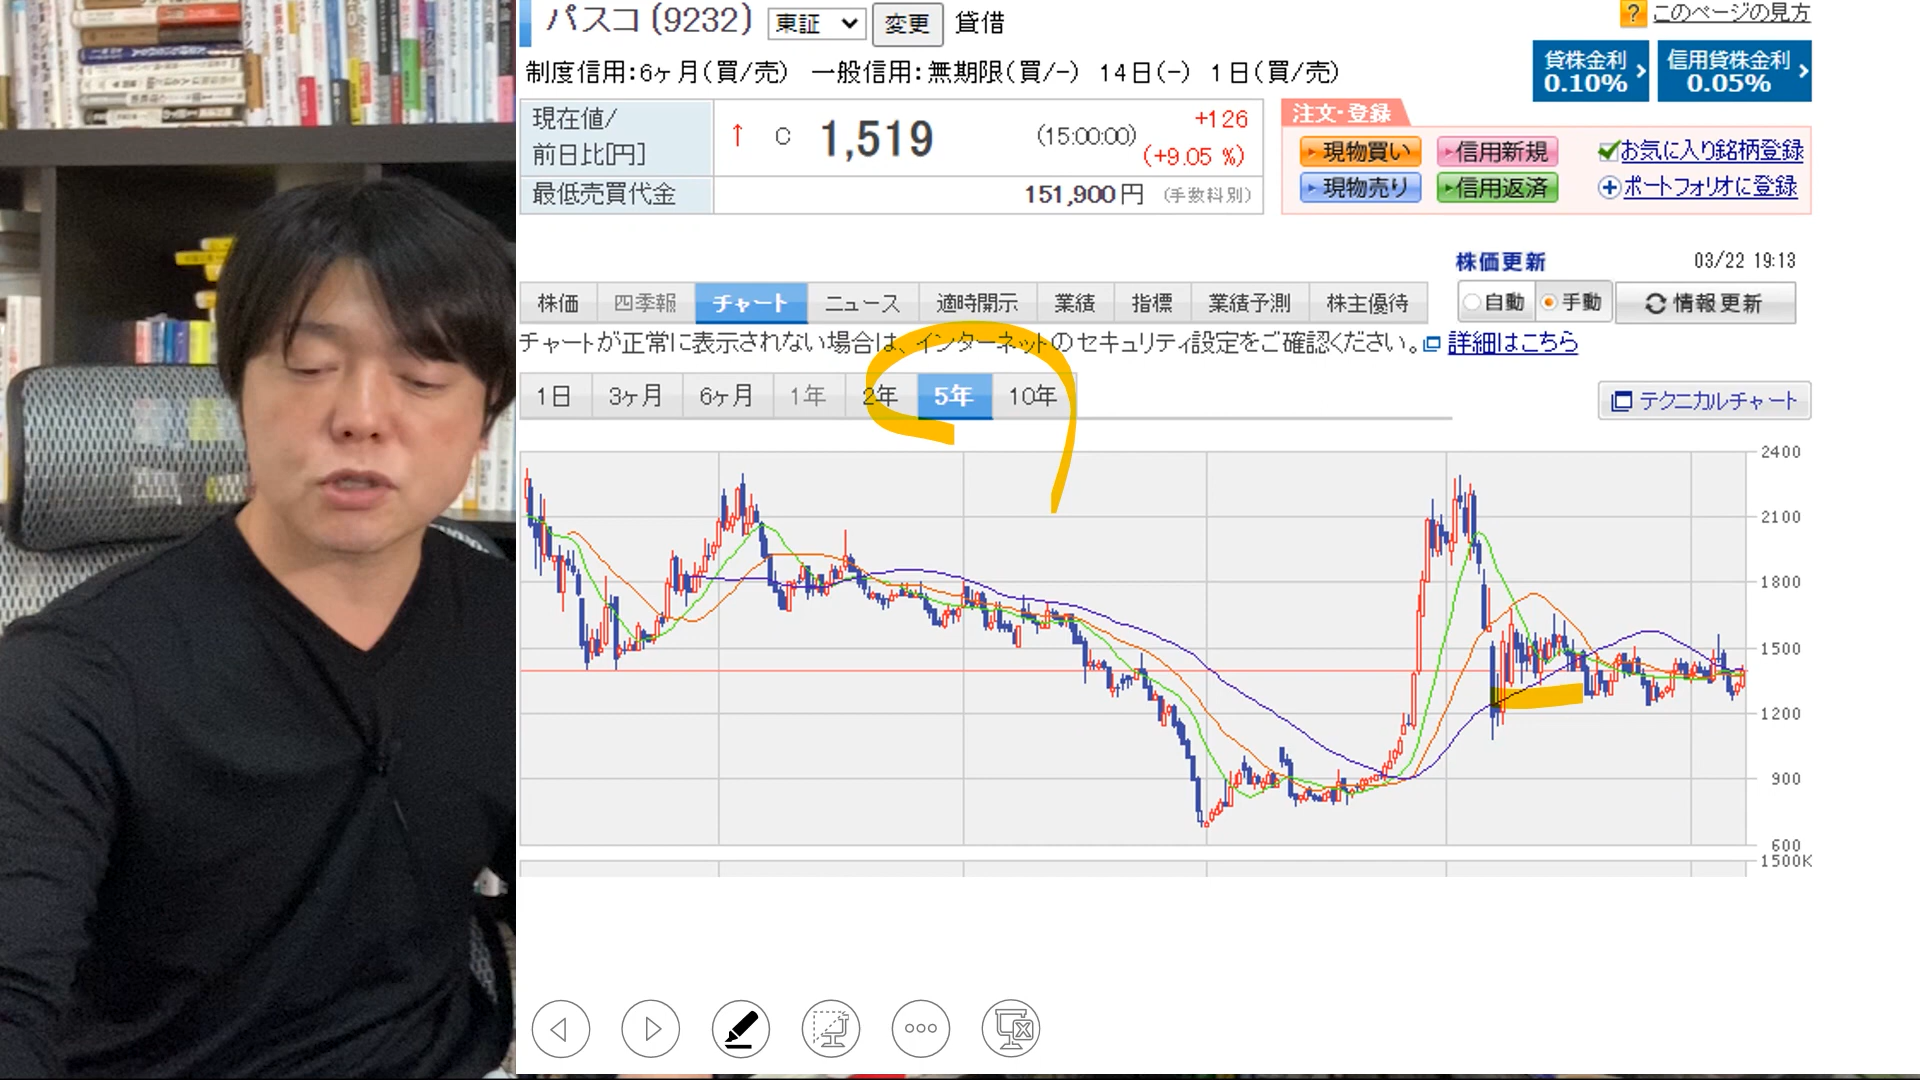 パスコ (9232) 東証 変更 貸借
? このページの見方
貸株金利 0.10%
信用貸株金利 0.05%
制度信用:6ヶ月(買/売) 一般信用:無期限(買/-) 14日(-) 1日(買/売)
現在値/
前日比[円]
↑ C 1,519 (15:00:00) +126
(+9.05 %)
最低売買代金 151,900円 (手数料別)
注文・登録
現物買い 信用新規 お気に入り銘柄登録
現物売り 信用返済 ポートフォリオに登録
株価更新 03/22 19:13
株価 四季報 チャート ニュース 適時開示 業績 指標 業績予測 株主優待
自動 手動 情報更新
チャートが正常に表示されない場合は、インターネットのセキュリティ設定をご確認ください。 詳細はこちら
1日 3ヶ月 6ヶ月 1年 2年 5年 10年
テクニカルチャート
2400
2100
1800
1500
1200
900
600
1500K